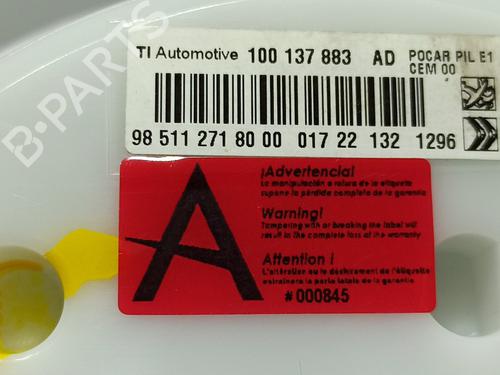 TI Automotive 100 137 883 AD POCAR PIL E1
CEM 00
98 511 271 80 00 017 22 132 1296
¡Advertencia!
La manipulación o rotura de la etiqueta
supone la pérdida completa de la garantía
Warning!
Tampering with or breaking the label will
result in the complete loss of the warranty
Attention !
L'altération ou le déchirement de l'étiquette
entraînera la perte totale de la garantie
#000845
A
B-PARTS